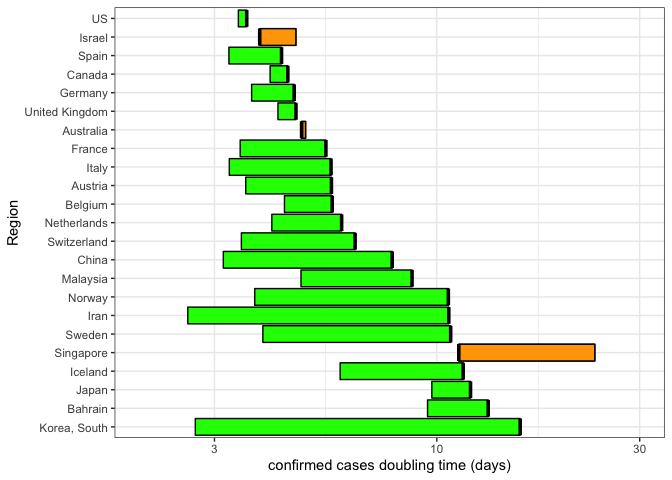 US
Israel
Spain
Canada
Germany
United Kingdom
Australia
France
Italy
Austria
Belgium
Netherlands
Switzerland
China
Malaysia
Norway
Iran
Sweden
Singapore
Iceland
Japan
Bahrain
Korea, South
Region
3 10 30
confirmed cases doubling time (days)